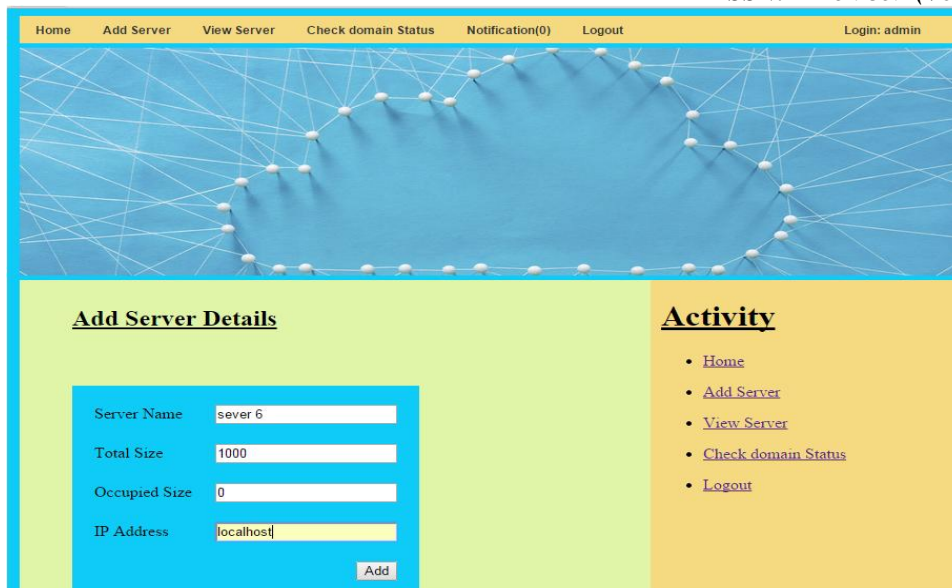 Home Add Server View Server Check domain Status Notification(0) Logout Login: admin
Add Server Details
Server Name sever 6
Total Size 1000
Occupied Size 0
IP Address localhost
Add
Activity
Home
Add Server
View Server
Check domain Status
Logout